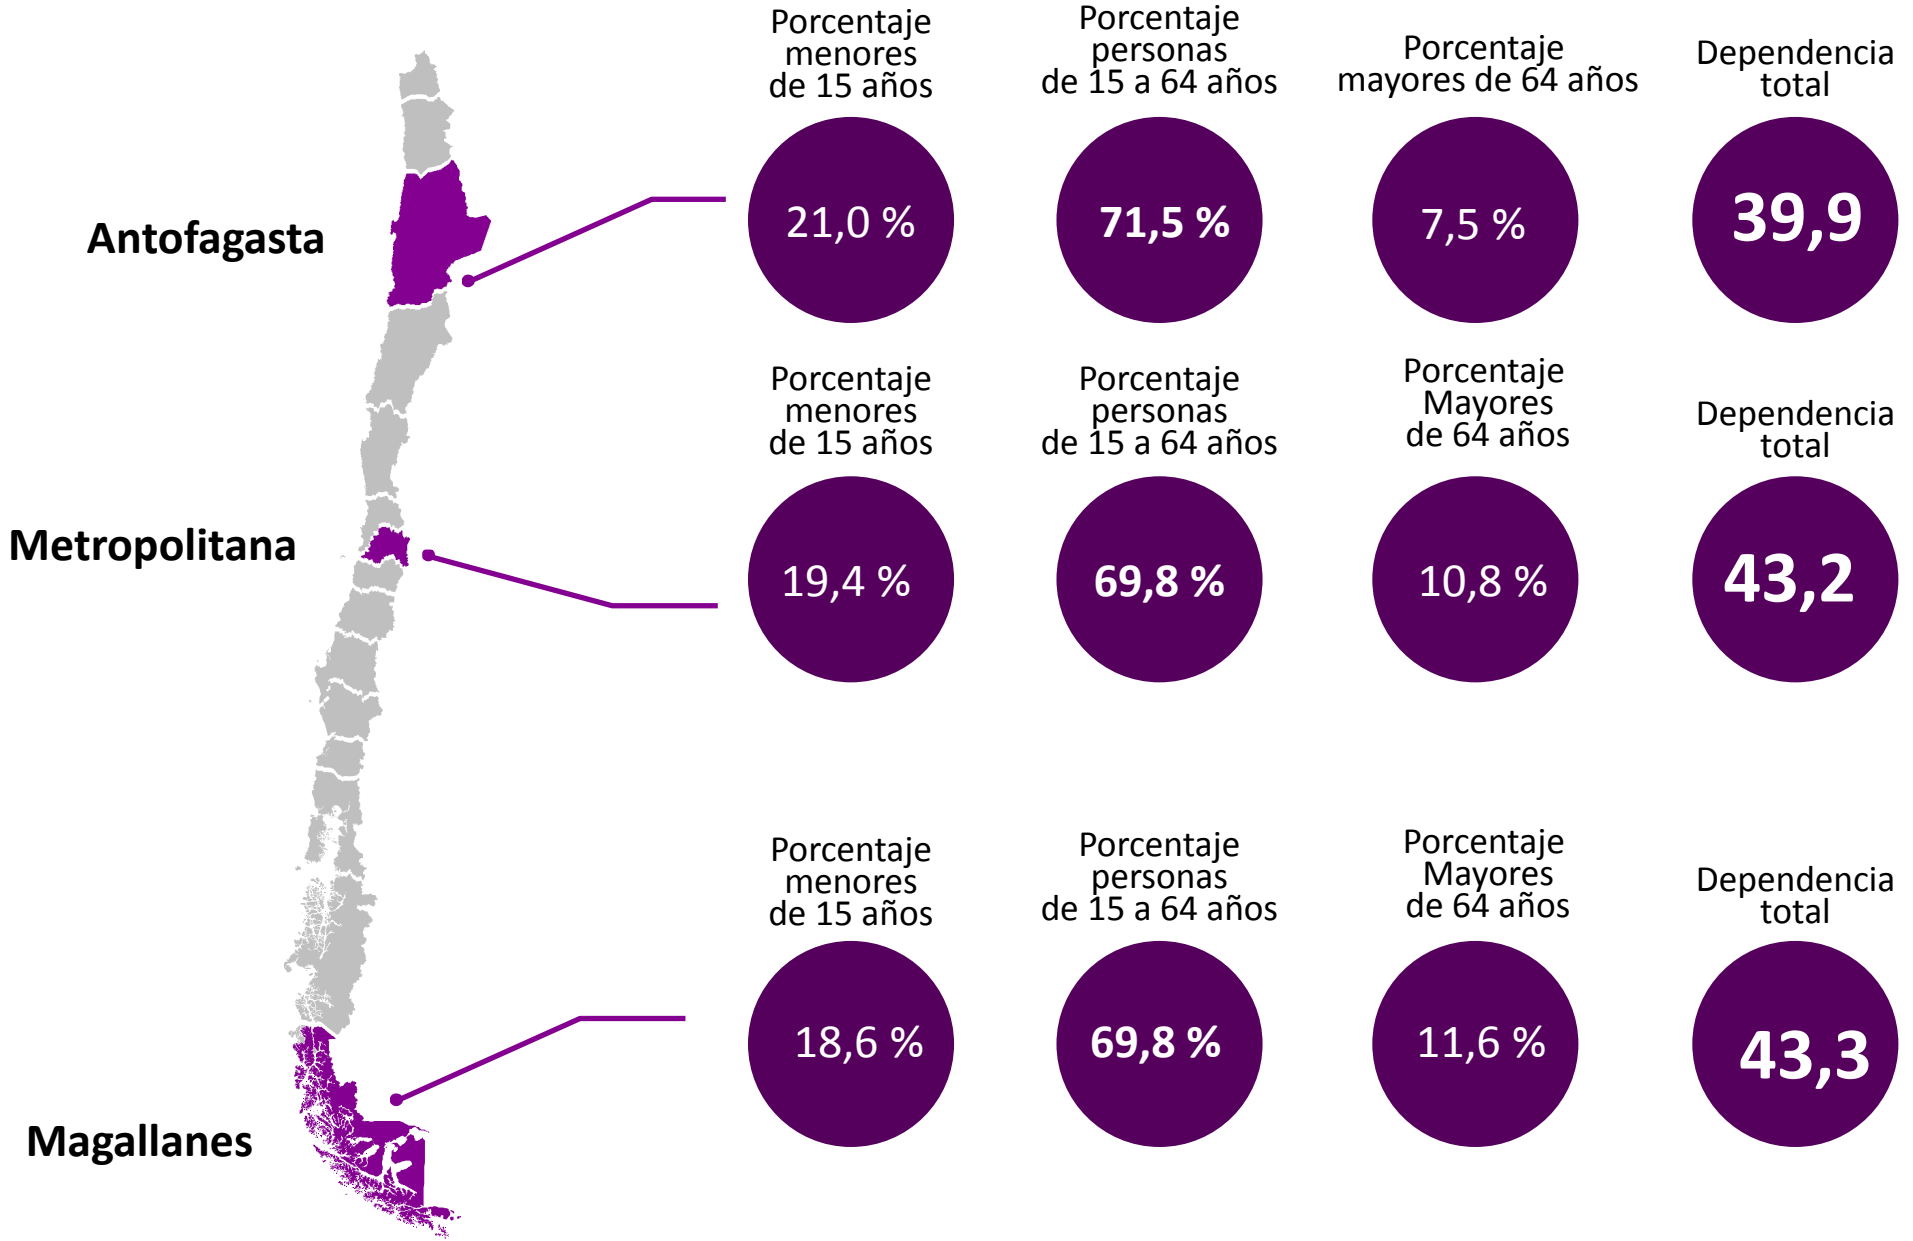 Porcentaje
menores
de 15 años
Porcentaje
personas
de 15 a 64 años
Porcentaje
mayores de 64 años
Dependencia
total
Antofagasta
21,0 %
71,5 %
7,5 %
39,9
Porcentaje
menores
de 15 años
Porcentaje
personas
de 15 a 64 años
Porcentaje
Mayores
de 64 años
Dependencia
total
Metropolitana
19,4 %
69,8 %
10,8 %
43,2
Porcentaje
menores
de 15 años
Porcentaje
personas
de 15 a 64 años
Porcentaje
Mayores
de 64 años
Dependencia
total
Magallanes
18,6 %
69,8 %
11,6 %
43,3